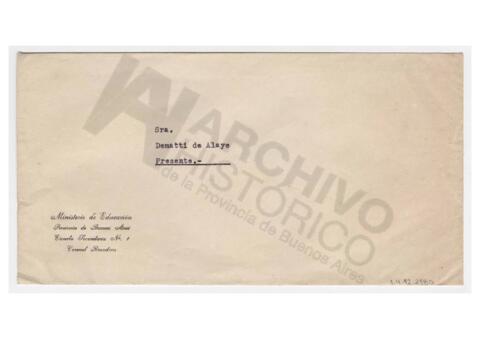 Sra.
Dematti de Alaye
Presente.-
ARCHIVO
HISTÓRICO
de la Provincia de Buenos Aires
Ministerio de Educación
Provincia de Buenos Aires
Escuela Secundaria Nº. 1
Coronel Brandsen